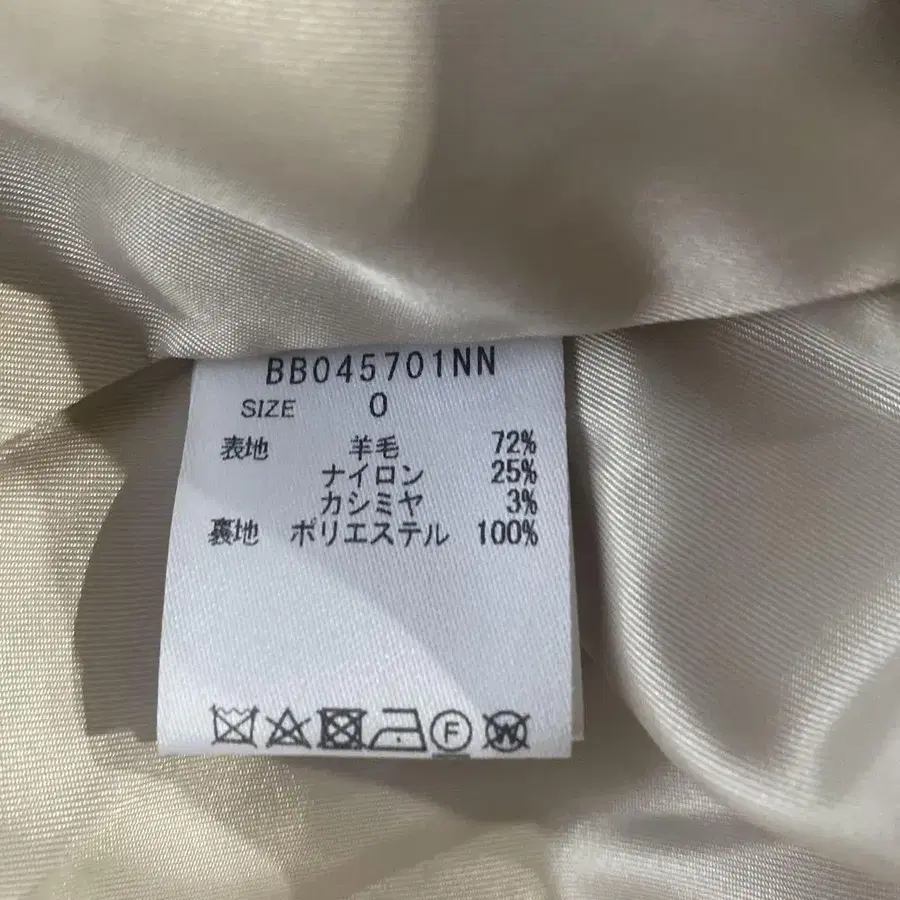 BB045701NN
SIZE 0
表地 羊毛 72%
ナイロン 25%
カシミヤ 3%
裏地 ポリエステル 100%
F W